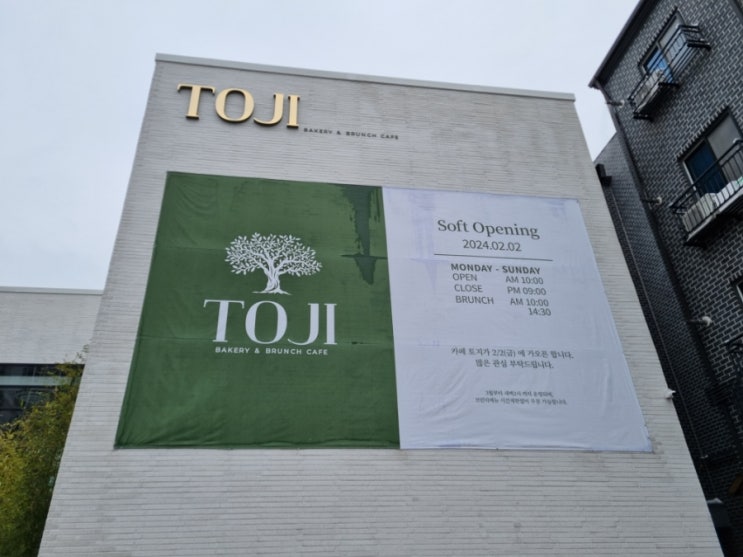 TOJI
BAKERY & BRUNCH CAFE
TOJI
BAKERY & BRUNCH CAFE
Soft Opening
2024.02.02
MONDAY - SUNDAY
OPEN AM 10:00
CLOSE PM 09:00
BRUNCH AM 10:00
14:30
카페 토지가 2/2(금) 에 가오픈 합니다.
많은 관심 부탁드립니다.